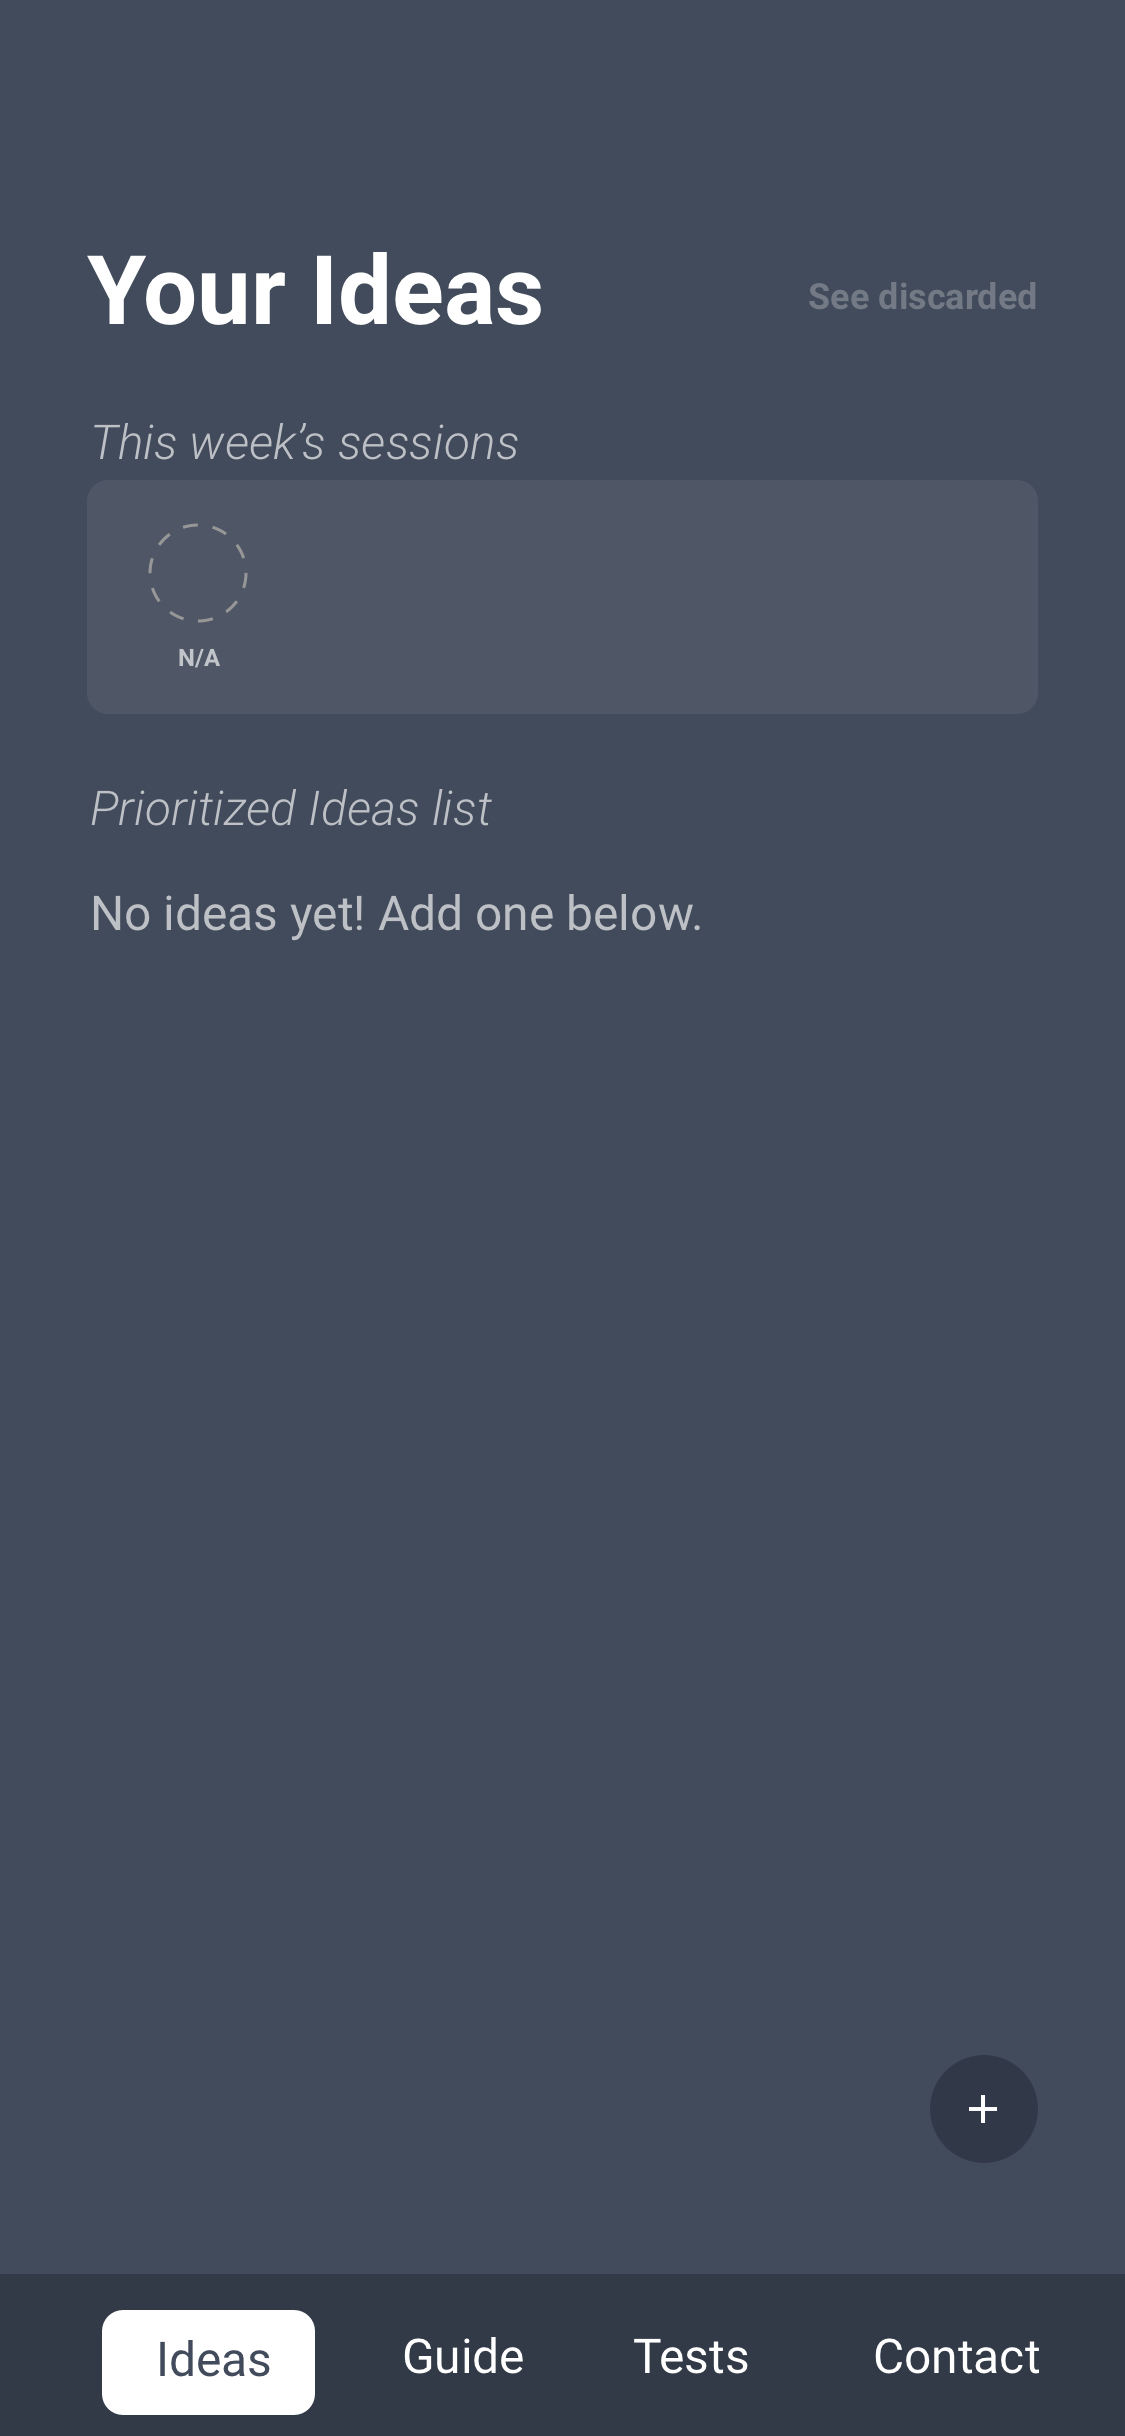 Your Ideas
See discarded
This week’s sessions
N/A
Prioritized Ideas list
No ideas yet! Add one below.
+
Ideas
Guide
Tests
Contact